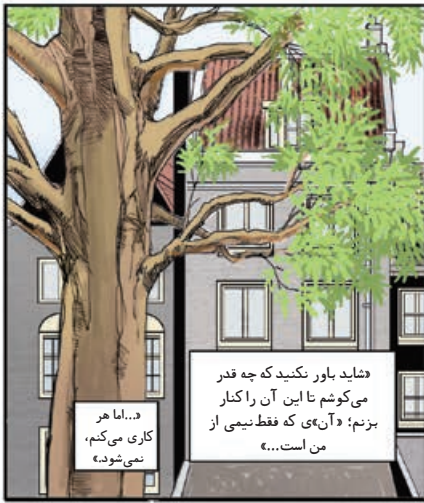 «شاید باور نکنید که چه قدر
می‌کوشم تا این آن را کنار
بزنم؛ «آن»ی که فقط نیمی از
من است...»
«...اما هر
کاری می‌کنم،
نمی‌شود.»